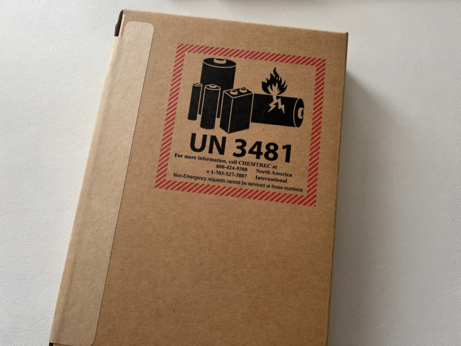 UN 3481
For more information, call CHEMTREC at
800-424-9300 North America
+ 1-703-527-3887 International
Non-Emergency requests cannot be serviced at these numbers